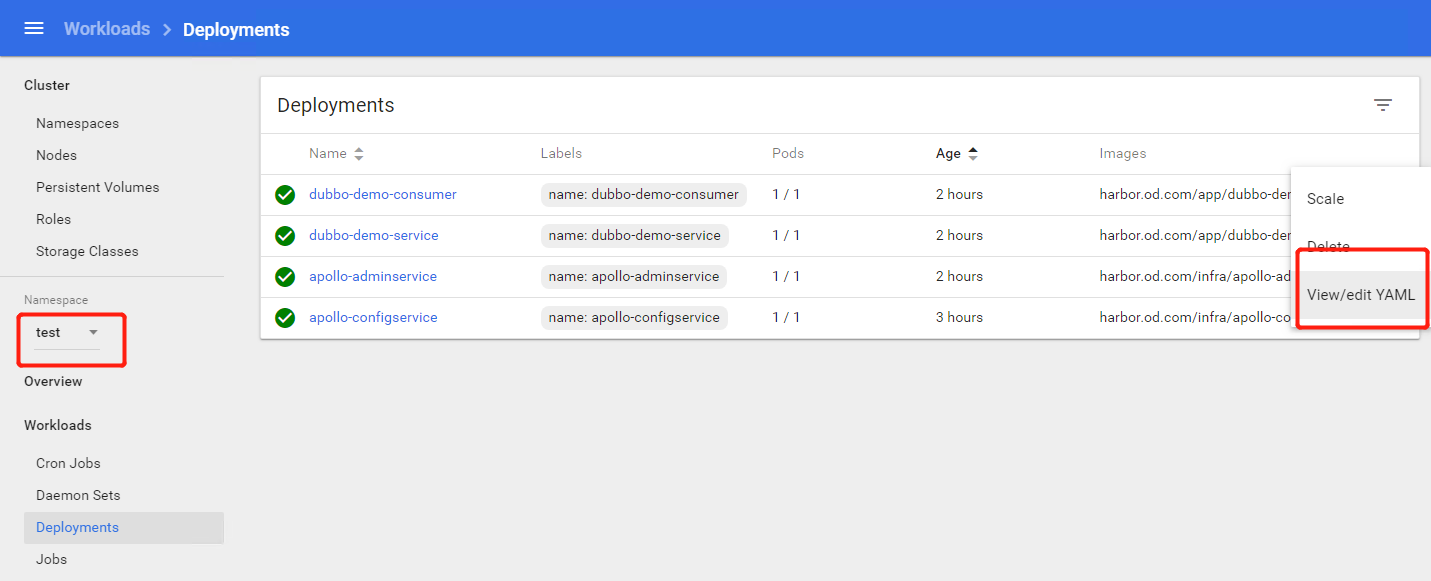 Workloads > Deployments
Cluster
Namespaces
Nodes
Persistent Volumes
Roles
Storage Classes
Namespace
test
Overview
Workloads
Cron Jobs
Daemon Sets
Deployments
Jobs
Deployments
Name Labels Pods Age Images
dubbo-demo-consumer name: dubbo-demo-consumer 1 / 1 2 hours harbor.od.com/app/dubbo-der
dubbo-demo-service name: dubbo-demo-service 1 / 1 2 hours harbor.od.com/app/dubbo-der
apollo-adminservice name: apollo-adminservice 1 / 1 2 hours harbor.od.com/infra/apollo-ad
apollo-configservice name: apollo-configservice 1 / 1 3 hours harbor.od.com/infra/apollo-co
Scale
Delete
View/edit YAML